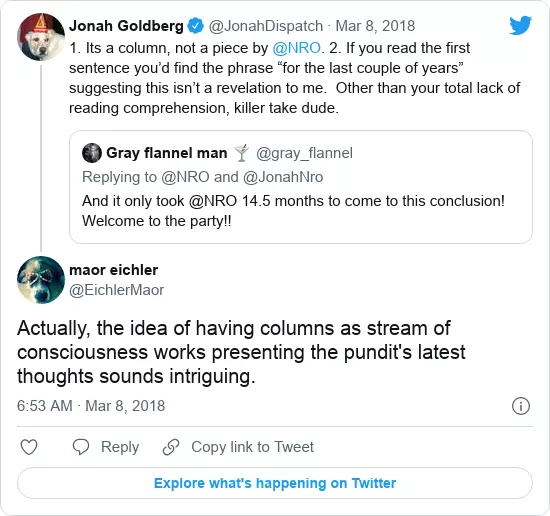 Jonah Goldberg @JonahDispatch · Mar 8, 2018
1. Its a column, not a piece by @NRO. 2. If you read the first
sentence you’d find the phrase “for the last couple of years”
suggesting this isn’t a revelation to me.  Other than your total lack of
reading comprehension, killer take dude.
Gray flannel man 🍸 @gray_flannel
Replying to @NRO and @JonahNro
And it only took @NRO 14.5 months to come to this conclusion!
Welcome to the party!!
maor eichler
@EichlerMaor
Actually, the idea of having columns as stream of
consciousness works presenting the pundit's latest
thoughts sounds intriguing.
6:53 AM · Mar 8, 2018
Reply
Copy link to Tweet
Explore what's happening on Twitter